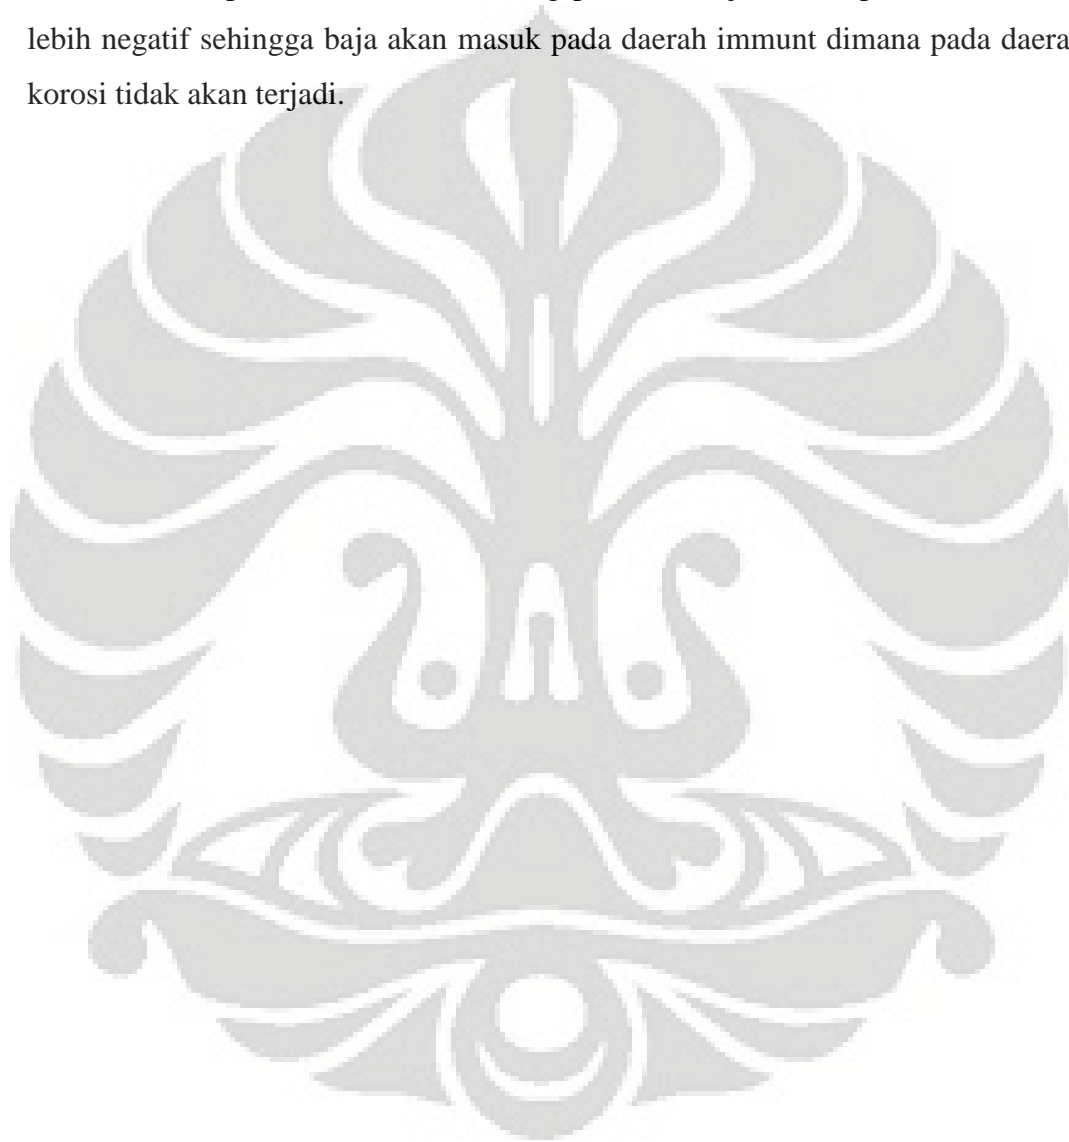 lebih negatif sehingga baja akan masuk pada daerah immunt dimana pada daera
korosi tidak akan terjadi.